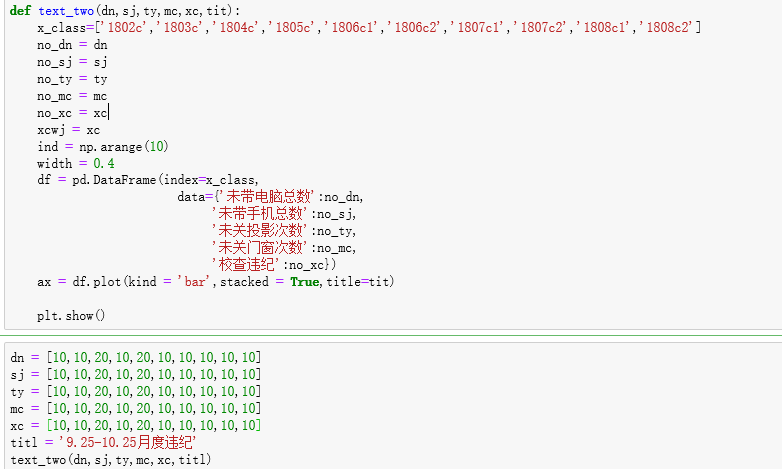 def text_two(dn,sj,ty,mc,xc,tit):
x_class=['1802c','1803c','1804c','1805c','1806c1','1806c2','1807c1','1807c2','1808c1','1808c2']
no_dn = dn
no_sj = sj
no_ty = ty
no_mc = mc
no_xc = xc
xcwj = xc
ind = np.arange(10)
width = 0.4
df = pd.DataFrame(index=x_class,
data={'未带电脑总数':no_dn,
'未带手机总数':no_sj,
'未关投影次数':no_ty,
'未关门窗次数':no_mc,
'校查违纪':no_xc})
ax = df.plot(kind = 'bar',stacked = True,title=tit)
plt.show()
dn = [10,10,20,10,20,10,10,10,10,10]
sj = [10,10,20,10,20,10,10,10,10,10]
ty = [10,10,20,10,20,10,10,10,10,10]
mc = [10,10,20,10,20,10,10,10,10,10]
xc = [10,10,20,10,20,10,10,10,10,10]
titl = '9.25-10.25月度违纪'
text_two(dn,sj,ty,mc,xc,titl)